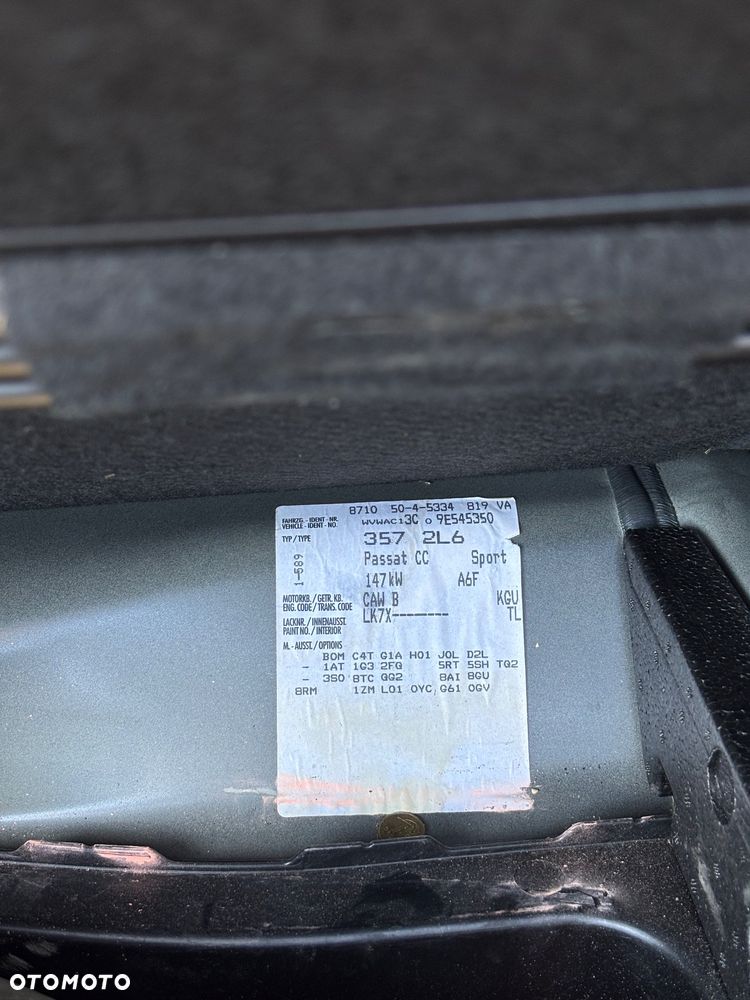 8710 50-4-5334 819 VA
FAHRZG.-IDENT-NR. 
VEHICLE-IDENT-NO. WVWAC13C o 9E545350
TYP/TYPE 357 2L6
1-589
Passat CC Sport
147kW A6F
MOTORKB./GETR.KB.
ENG.CODE/TRANS.CODE CAW B KGU
LACKNR./INNENAUSST.
PAINT NO./INTERIOR LK7X-------- TL
M.-AUSST./OPTIONS
BOM C4T G1A H01 J0L D2L
- 1AT 1G3 2FG 5RT 5SH TQ2
- 3S0 8TC QG2 8AI 8GU
8RM 1ZM L01 0YC G61 0GV
OTOMOTO